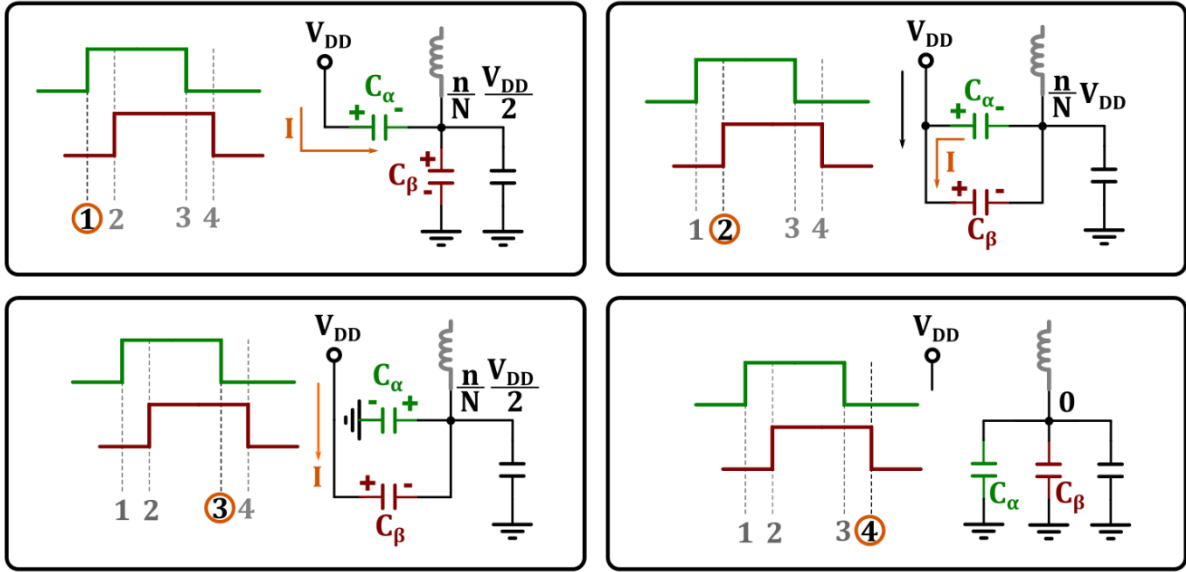 V_DD
C_α
+ -
n/N V_DD/2
I
+
C_β
-
1 2 3 4
V_DD
C_α
+ -
n/N V_DD
I
+ -
C_β
1 2 3 4
V_DD
C_α
- +
n/N V_DD/2
I
+ -
C_β
1 2 3 4
V_DD
0
C_α C_β
1 2 3 4